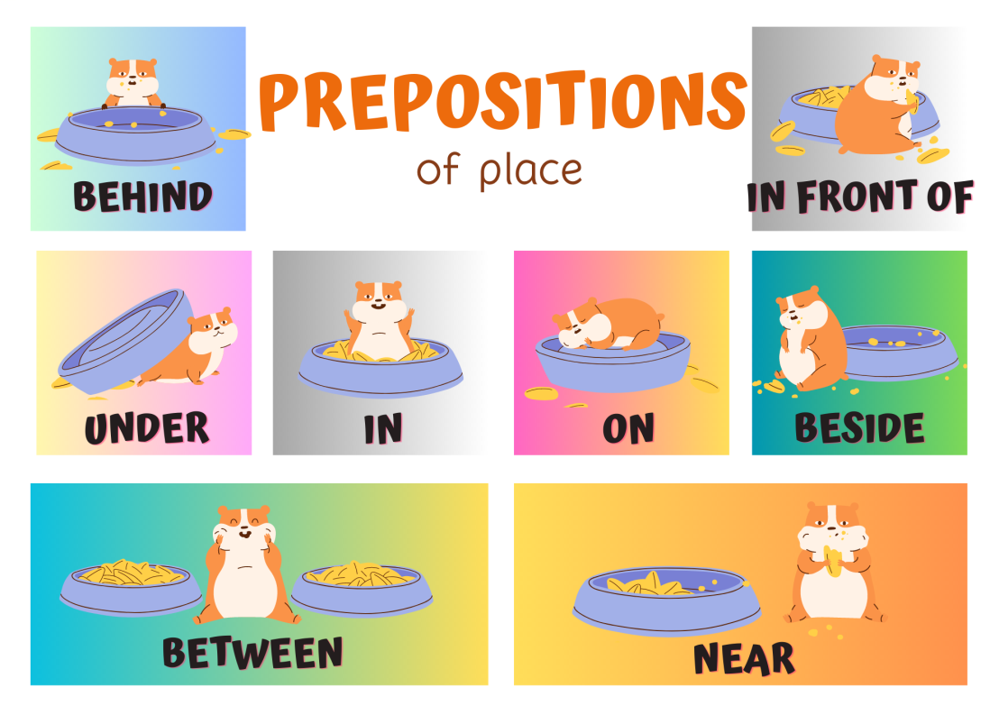 PREPOSITIONS
of place
BEHIND
IN FRONT OF
UNDER
IN
ON
BESIDE
BETWEEN
NEAR